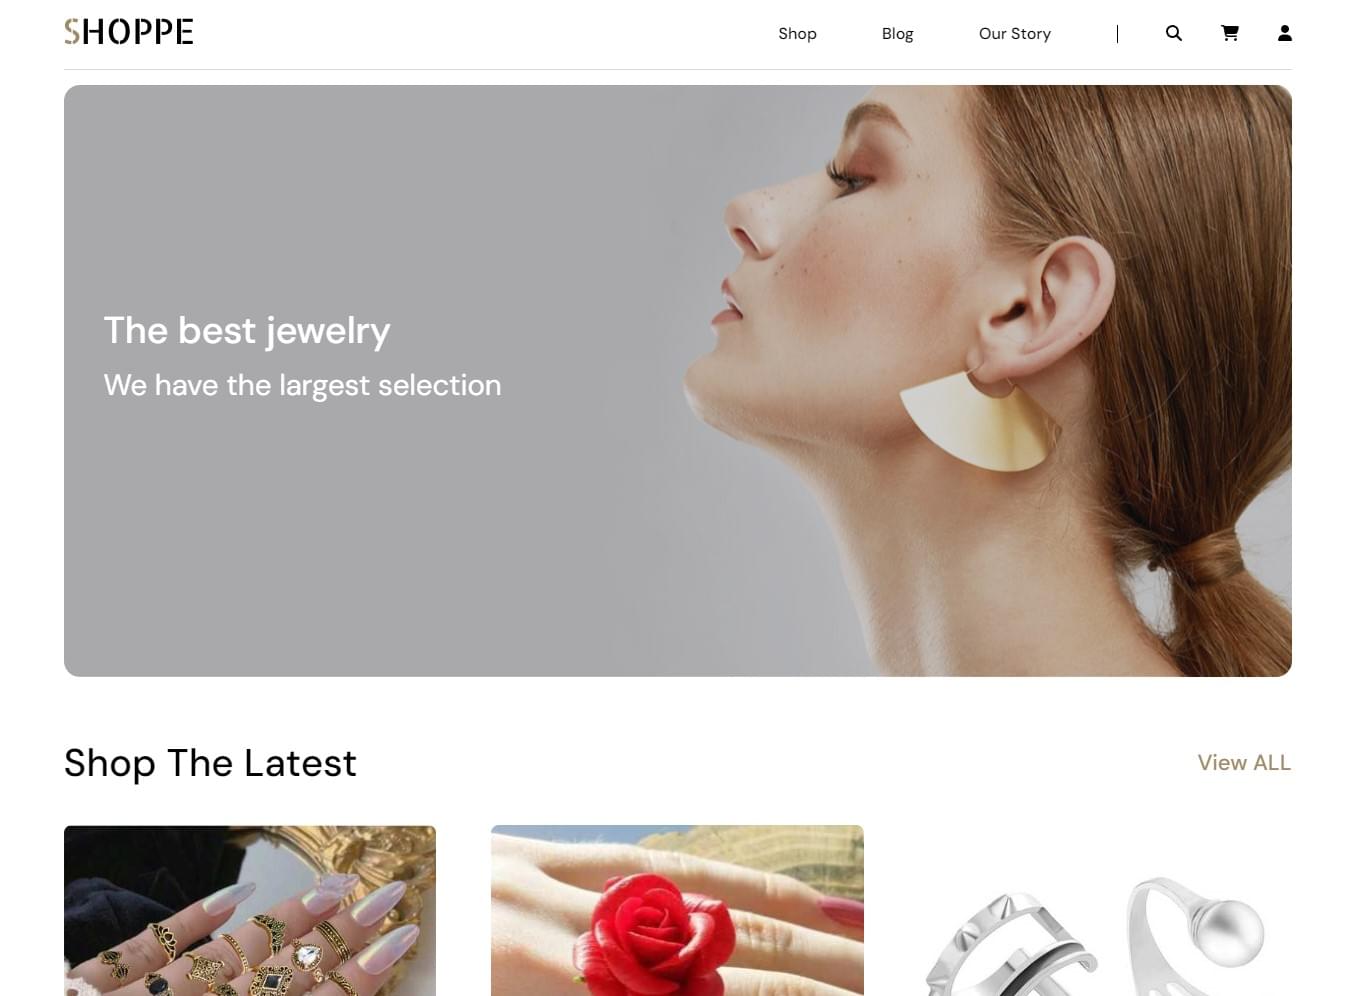 SHOPPE
Shop
Blog
Our Story
The best jewelry
We have the largest selection
Shop The Latest
View ALL